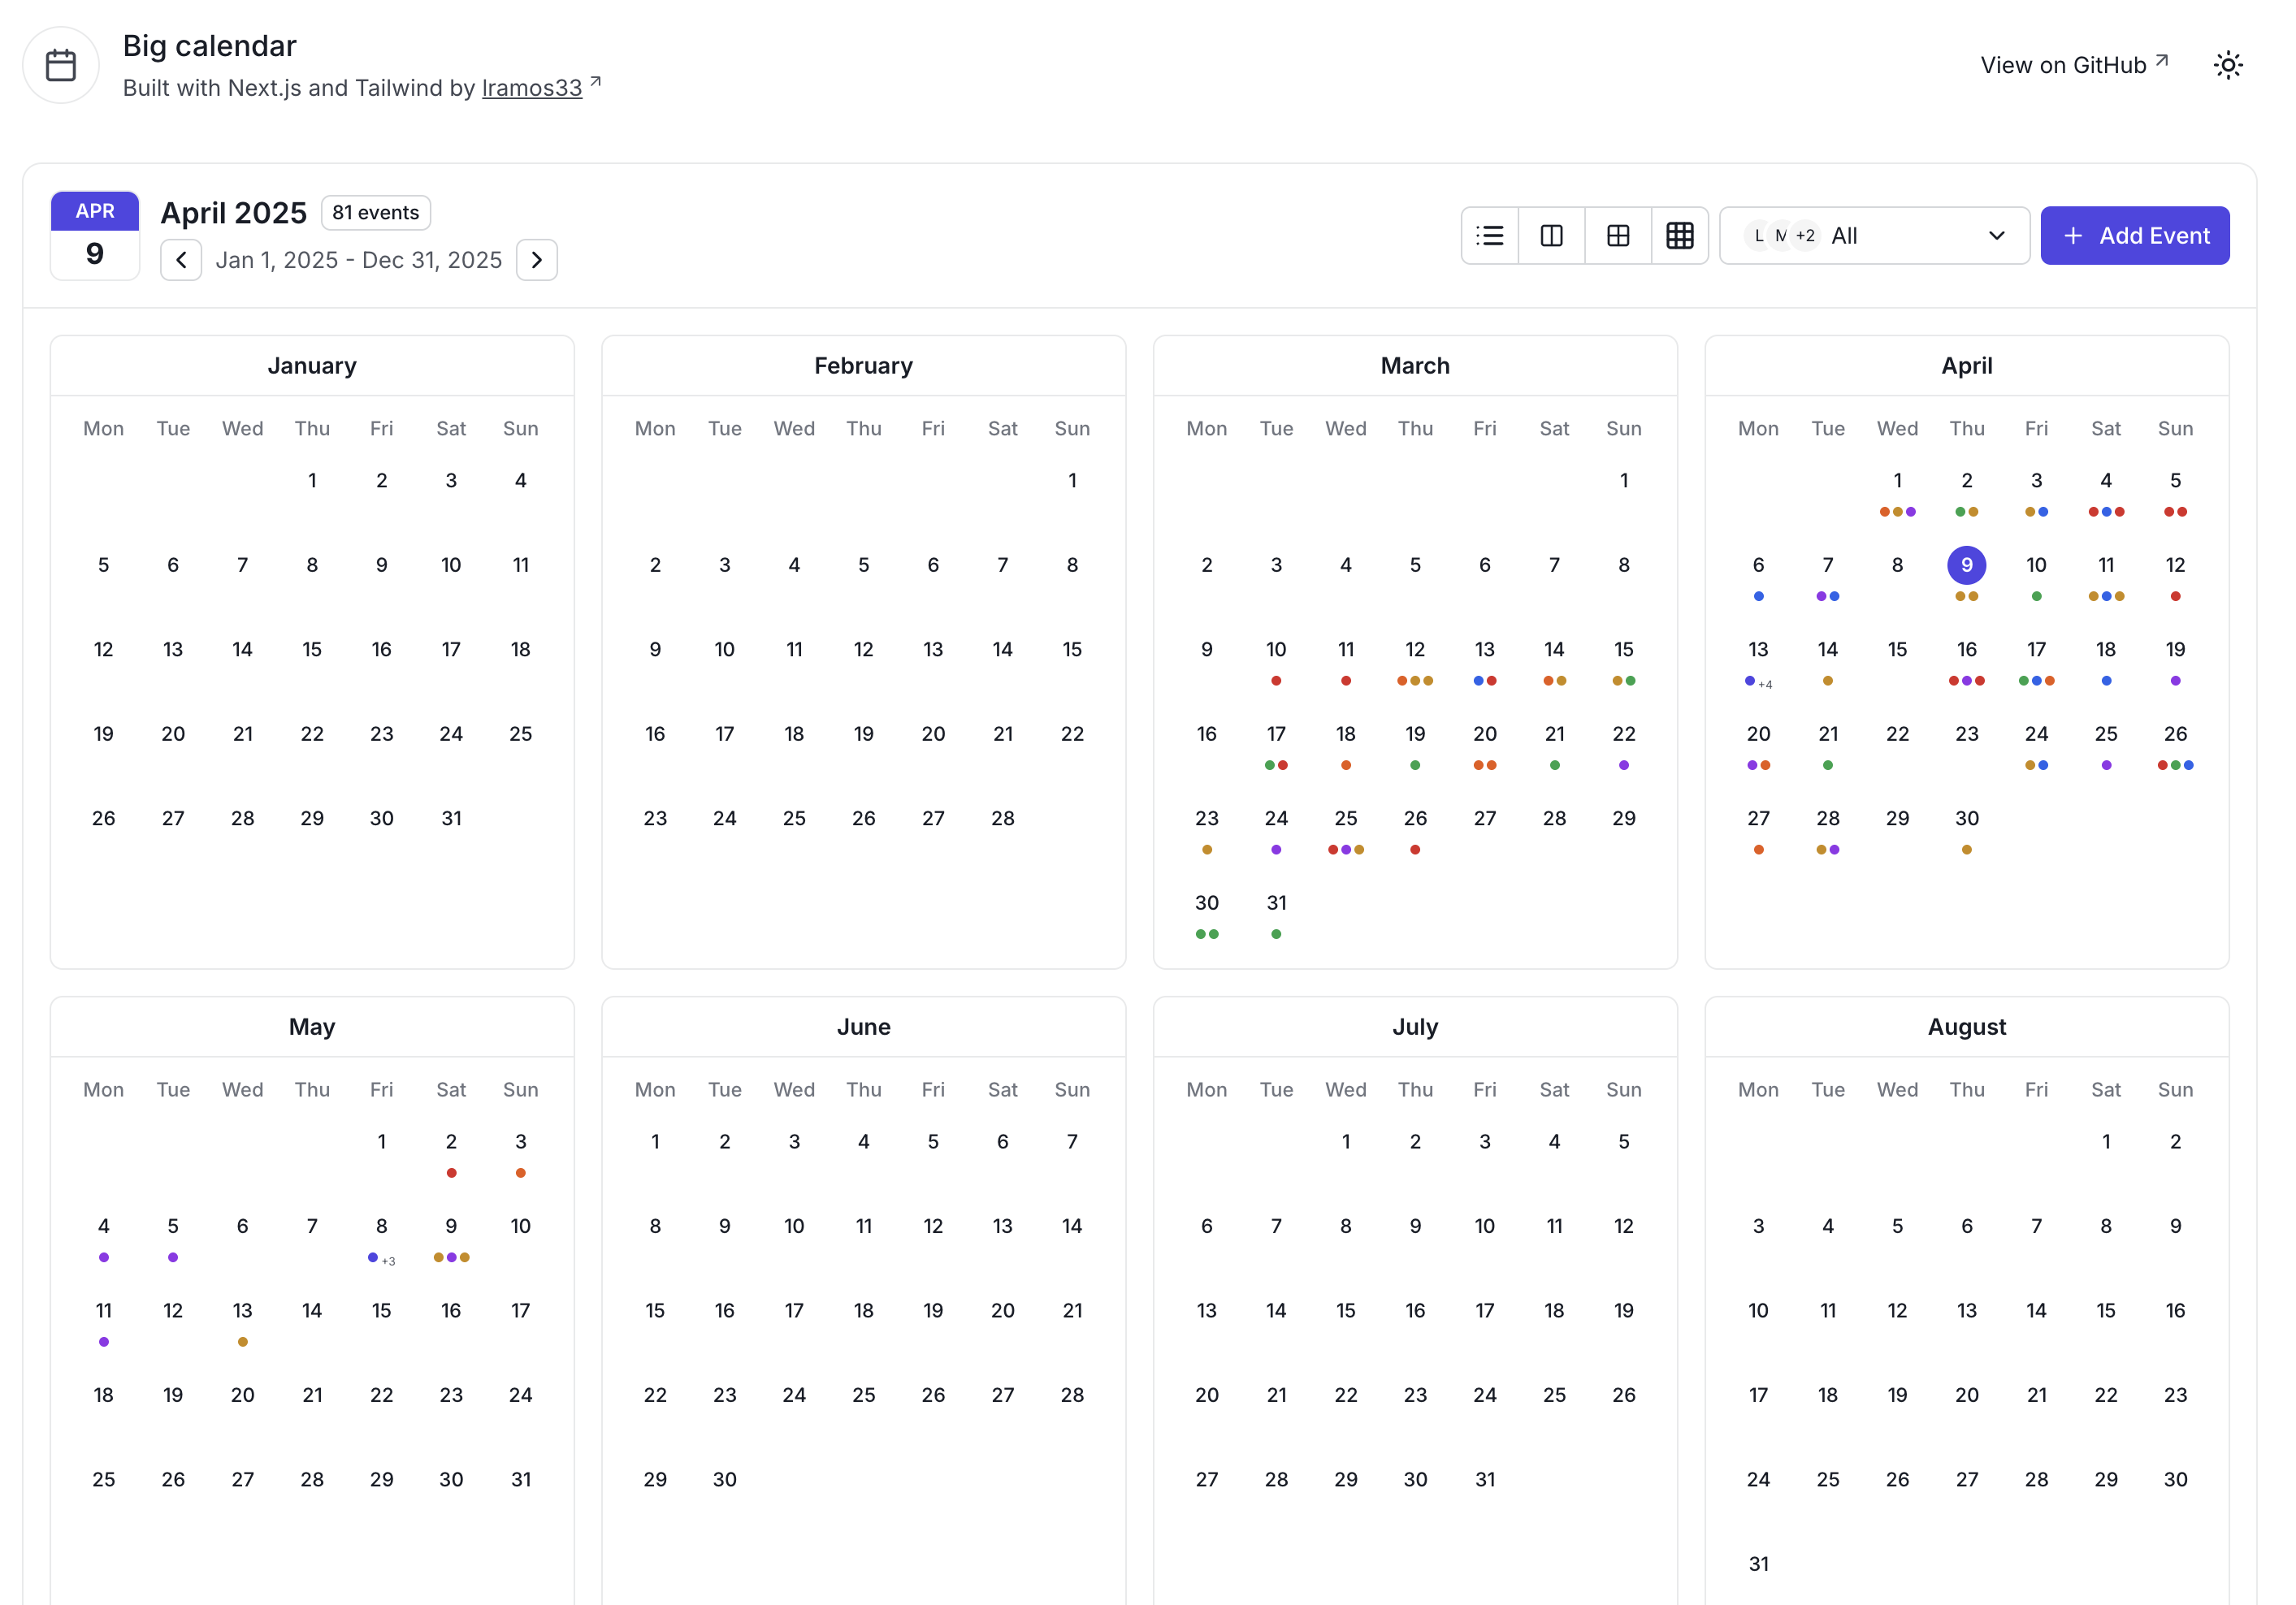 Big calendar
Built with Next.js and Tailwind by lramos33
View on GitHub
APR
9
April 2025
81 events
Jan 1, 2025 - Dec 31, 2025
L M +2 All
Add Event
January
Mon Tue Wed Thu Fri Sat Sun
1 2 3 4
5 6 7 8 9 10 11
12 13 14 15 16 17 18
19 20 21 22 23 24 25
26 27 28 29 30 31
February
Mon Tue Wed Thu Fri Sat Sun
1
2 3 4 5 6 7 8
9 10 11 12 13 14 15
16 17 18 19 20 21 22
23 24 25 26 27 28
March
Mon Tue Wed Thu Fri Sat Sun
1
2 3 4 5 6 7 8
9 10 11 12 13 14 15
16 17 18 19 20 21 22
23 24 25 26 27 28 29
30 31
April
Mon Tue Wed Thu Fri Sat Sun
1 2 3 4 5
6 7 8 9 10 11 12
13 14 15 16 17 18 19
+4
20 21 22 23 24 25 26
27 28 29 30
May
Mon Tue Wed Thu Fri Sat Sun
1 2 3
4 5 6 7 8 9 10
+3
11 12 13 14 15 16 17
18 19 20 21 22 23 24
25 26 27 28 29 30 31
June
Mon Tue Wed Thu Fri Sat Sun
1 2 3 4 5 6 7
8 9 10 11 12 13 14
15 16 17 18 19 20 21
22 23 24 25 26 27 28
29 30
July
Mon Tue Wed Thu Fri Sat Sun
1 2 3 4 5
6 7 8 9 10 11 12
13 14 15 16 17 18 19
20 21 22 23 24 25 26
27 28 29 30 31
August
Mon Tue Wed Thu Fri Sat Sun
1 2
3 4 5 6 7 8 9
10 11 12 13 14 15 16
17 18 19 20 21 22 23
24 25 26 27 28 29 30
31